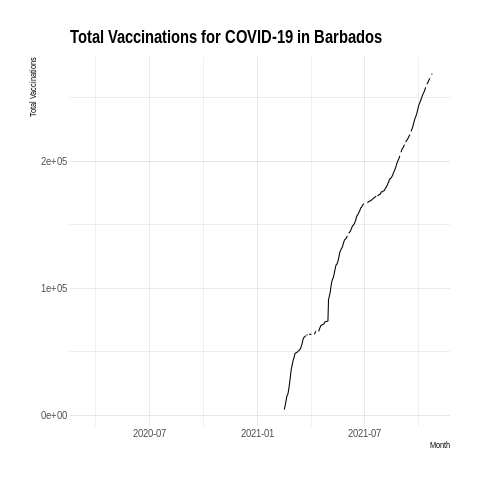 Total Vaccinations for COVID-19 in Barbados
Total Vaccinations
2e+05
1e+05
0e+00
2020-07 2021-01 2021-07
Month